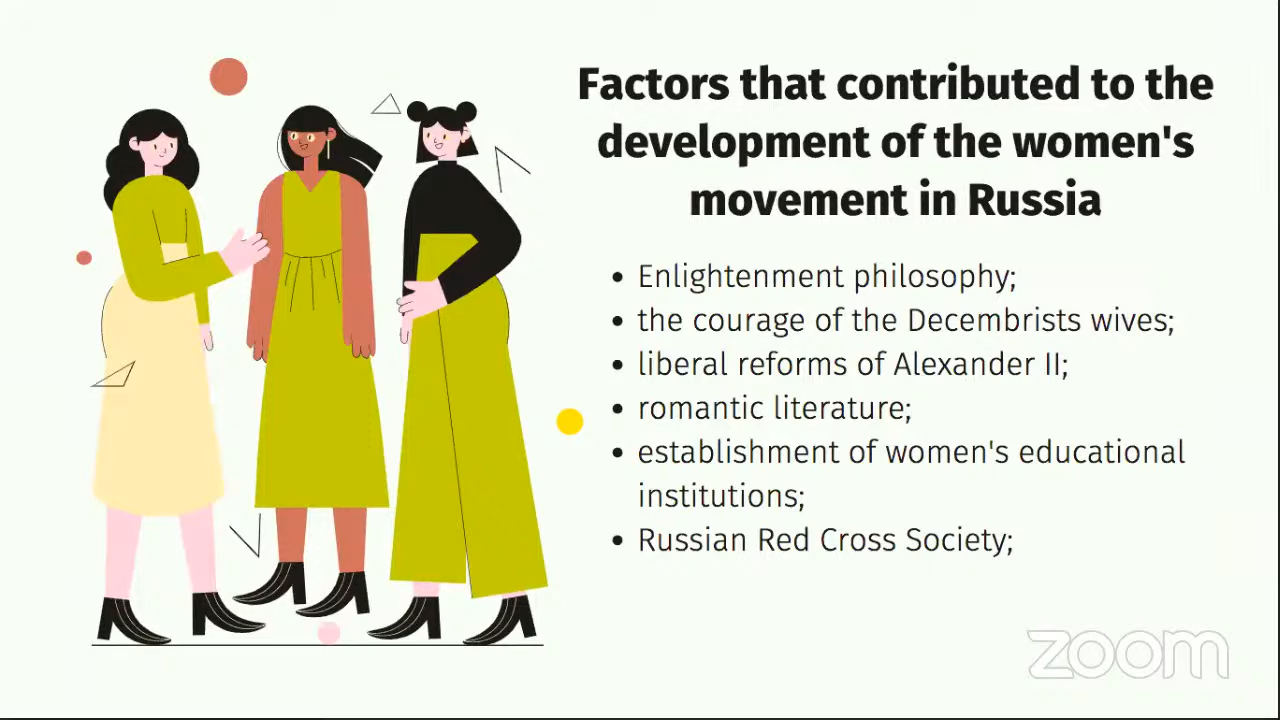 Factors that contributed to the
development of the women's
movement in Russia
• Enlightenment philosophy;
• the courage of the Decembrists wives;
• liberal reforms of Alexander II;
• romantic literature;
• establishment of women's educational
institutions;
• Russian Red Cross Society;
zoom